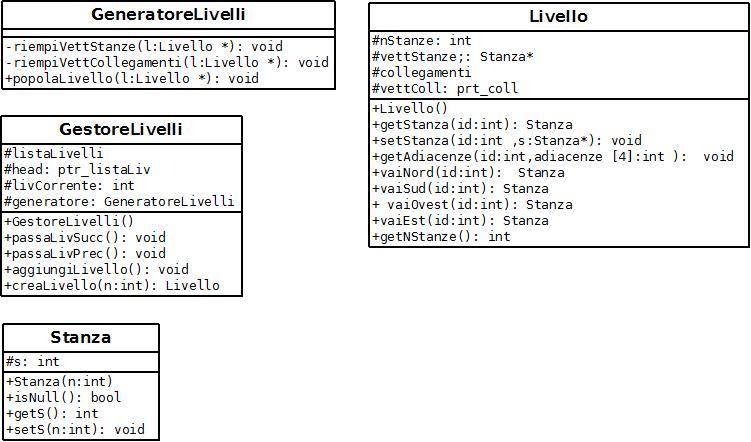 GeneratoreLivelli
-riempiVettStanze(l:Livello *): void
-riempiVettCollegamenti(l:Livello *): void
+popolaLivello(l:Livello *): void
GestoreLivelli
#listaLivelli
#head: ptr_listaLiv
#livCorrente: int
#generatore: GeneratoreLivelli
+GestoreLivelli()
+passaLivSucc(): void
+passaLivPrec(): void
+aggiungiLivello(): void
+creaLivello(n:int): Livello
Stanza
#s: int
+Stanza(n:int)
+isNull(): bool
+getS(): int
+setS(n:int): void
Livello
#nStanze: int
#vettStanze;: Stanza*
#collegamenti
#vettColl: prt_coll
+Livello()
+getStanza(id:int): Stanza
+setStanza(id:int ,s:Stanza*): void
+getAdiacenze(id:int,adiacenze [4]:int ): void
+vaiNord(id:int): Stanza
+vaiSud(id:int): Stanza
+ vaiOvest(id:int): Stanza
+vaiEst(id:int): Stanza
+getNStanze(): int